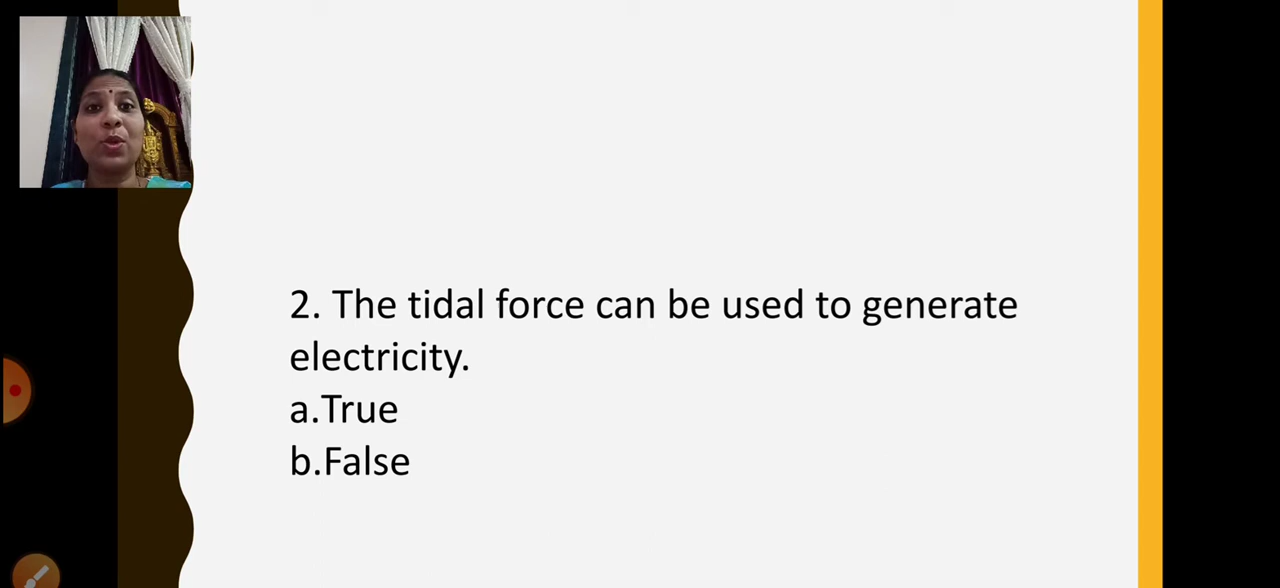 2. The tidal force can be used to generate
electricity.
a.True
b.False